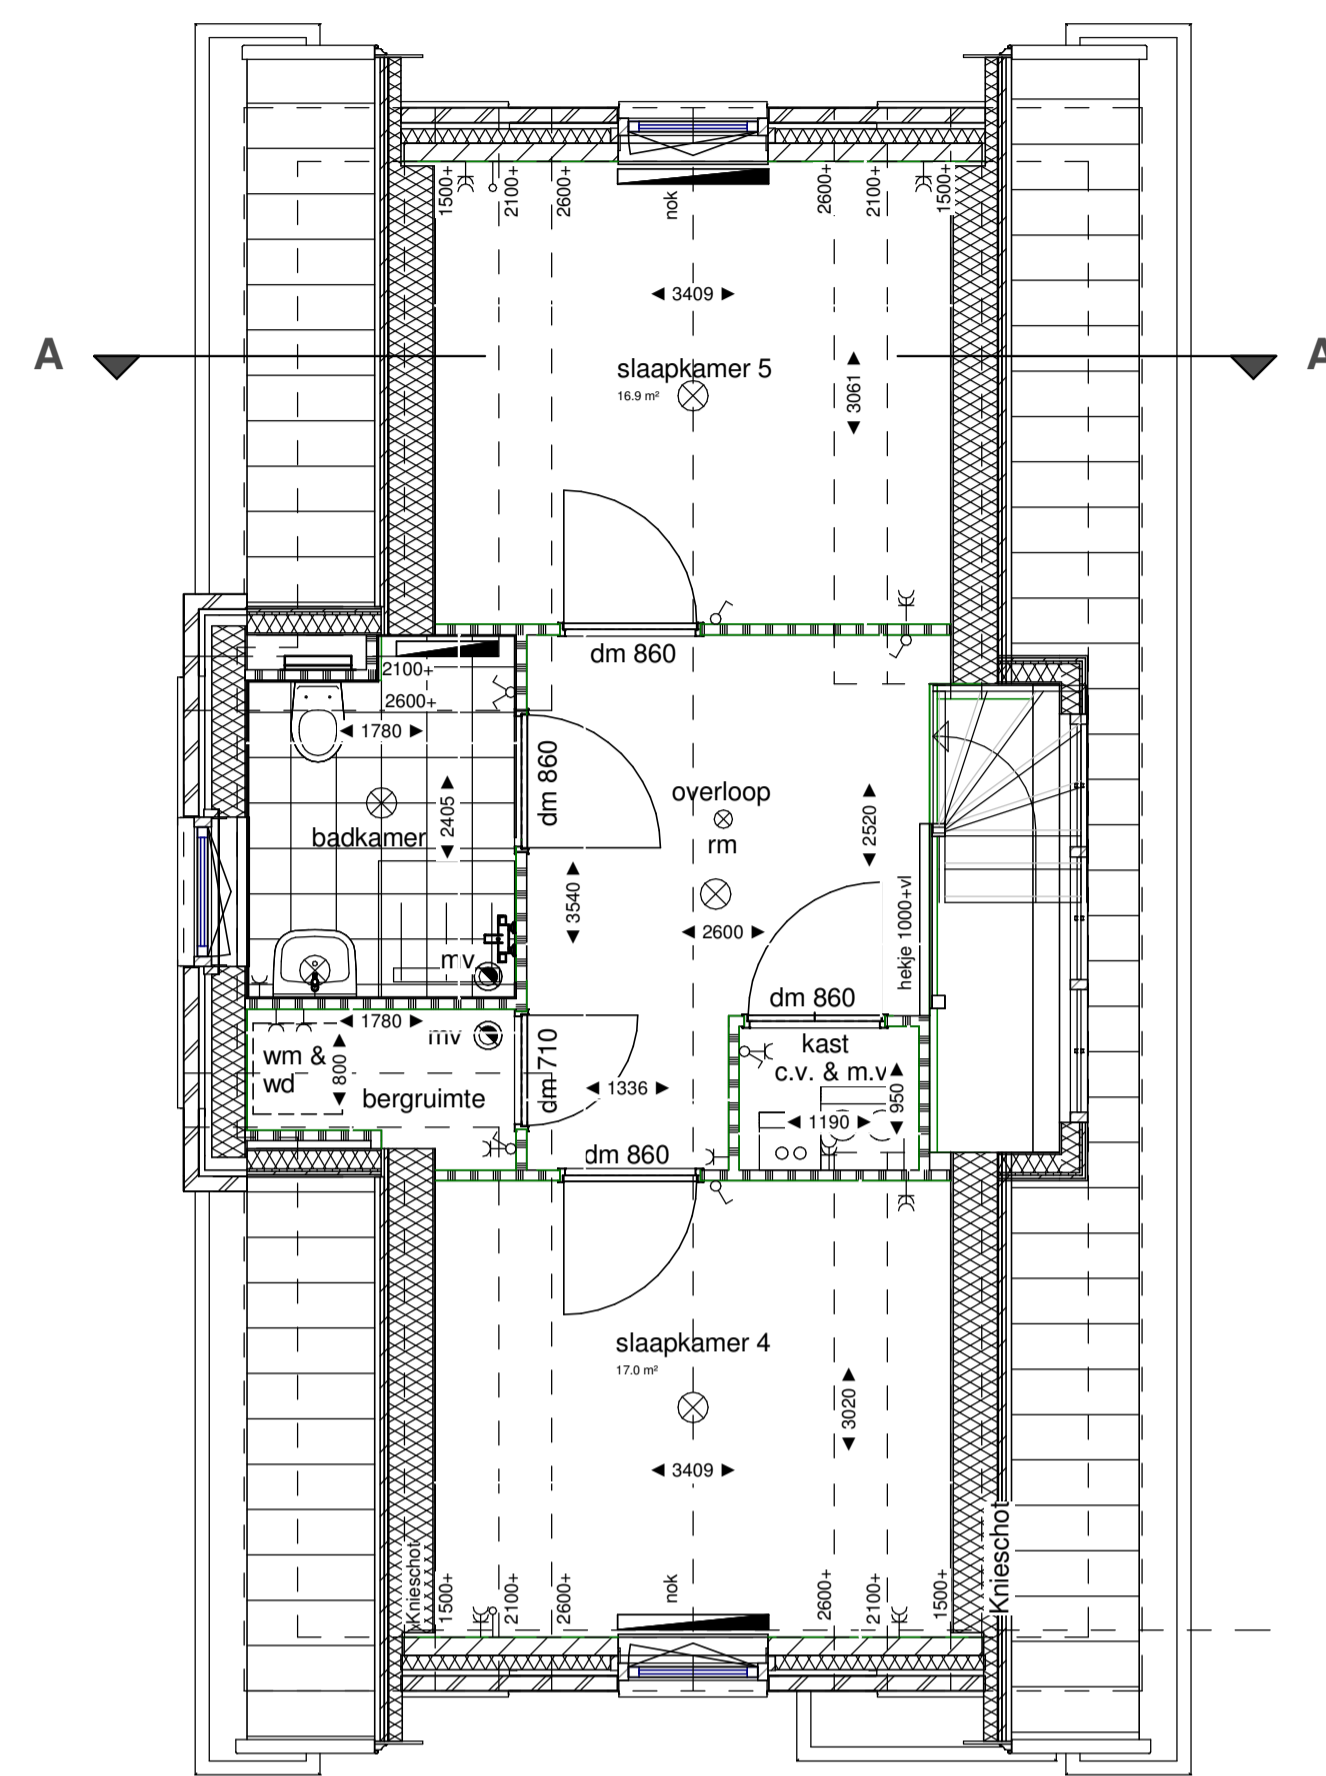 1500+
2100+
2600+
nok
2600+
2100+
1500+
3409
A
A
slaapkamer 5
16.9 m²
3061
dm 860
2100+
2600+
1780
dm 860
2405
badkamer
overloop
rm
2520
3540
2600
hekje 1000+vl
mv
dm 860
1780
mv
wm &
wd
800
bergruimte
dm 710
1336
kast
c.v. & m.v
950
1190
dm 860
slaapkamer 4
17.0 m²
3020
3409
Knieschot
Knieschot
1500+
2100+
2600+
nok
2600+
2100+
1500+